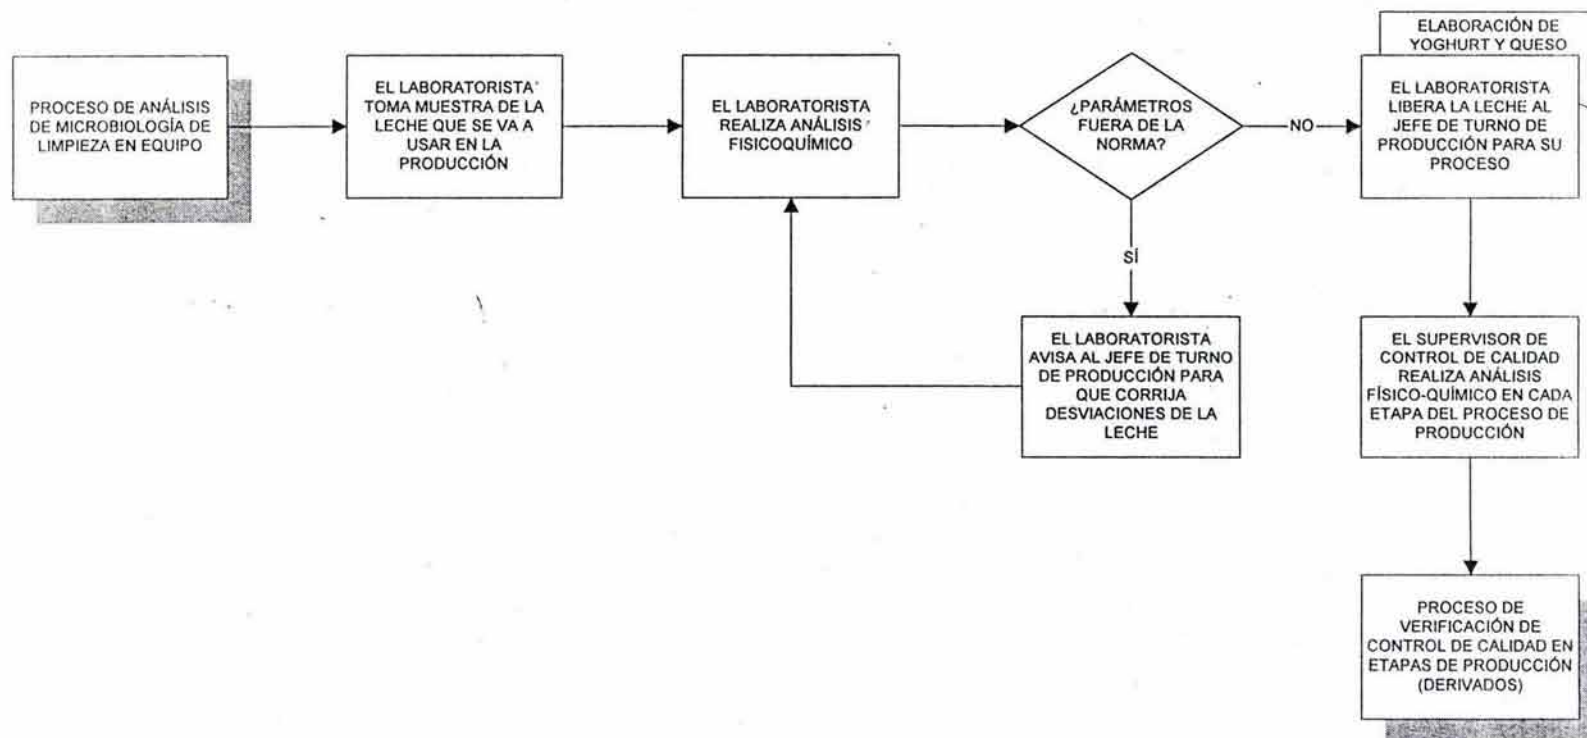 PROCESO DE ANÁLISIS
DE MICROBIOLOGÍA DE
LIMPIEZA EN EQUIPO
EL LABORATORISTA
TOMA MUESTRA DE LA
LECHE QUE SE VA A
USAR EN LA
PRODUCCIÓN
EL LABORATORISTA
REALIZA ANÁLISIS
FISICOQUÍMICO
¿PARÁMETROS
FUERA DE LA
NORMA?
NO
SÍ
EL LABORATORISTA
AVISA AL JEFE DE TURNO
DE PRODUCCIÓN PARA
QUE CORRIJA
DESVIACIONES DE LA
LECHE
ELABORACIÓN DE
YOGHURT Y QUESO
EL LABORATORISTA
LIBERA LA LECHE AL
JEFE DE TURNO DE
PRODUCCIÓN PARA SU
PROCESO
EL SUPERVISOR DE
CONTROL DE CALIDAD
REALIZA ANÁLISIS
FÍSICO-QUÍMICO EN CADA
ETAPA DEL PROCESO DE
PRODUCCIÓN
PROCESO DE
VERIFICACIÓN DE
CONTROL DE CALIDAD EN
ETAPAS DE PRODUCCIÓN
(DERIVADOS)